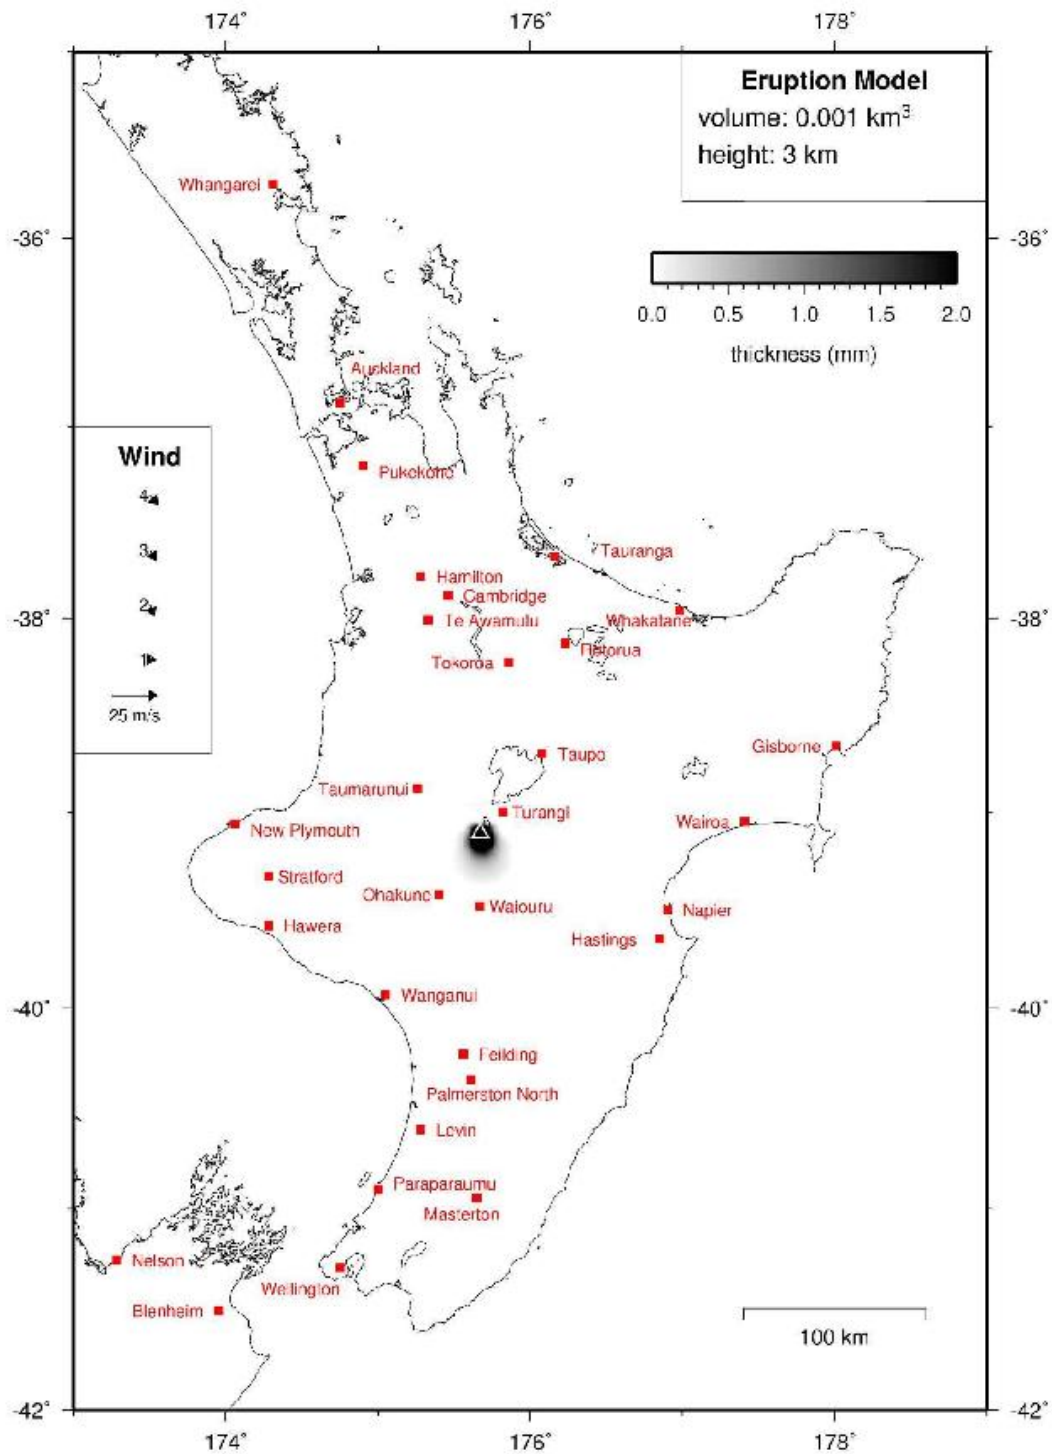 174° 176° 178°
Eruption Model
volume: 0.001 km³
height: 3 km
Whangarei
-36° -36°
0.0 0.5 1.0 1.5 2.0
thickness (mm)
Auckland
Wind
Pukekohe
4
3
Tauranga
Hamilton
Cambridge
2
Whakatane
-38° Te Awamutu -38°
Rotorua
Tokoroa
1
25 m/s
Gisborne
Taupo
Taumarunui
Turangi
Wairoa
New Plymouth
Stratford
Ohakune
Waiouru
Napier
Hawera
Hastings
Wanganui
-40° -40°
Feilding
Palmerston North
Levin
Paraparaumu
Masterton
Nelson
Wellington
Blenheim
100 km
-42° -42°
174° 176° 178°